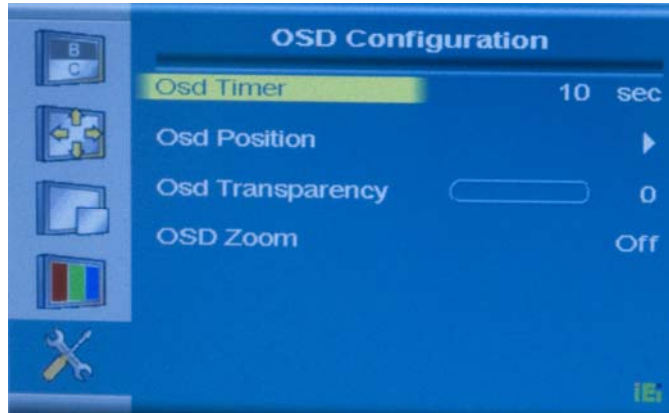 B
C
OSD Configuration
Osd Timer 10 sec
Osd Position
Osd Transparency 0
OSD Zoom Off
iEi